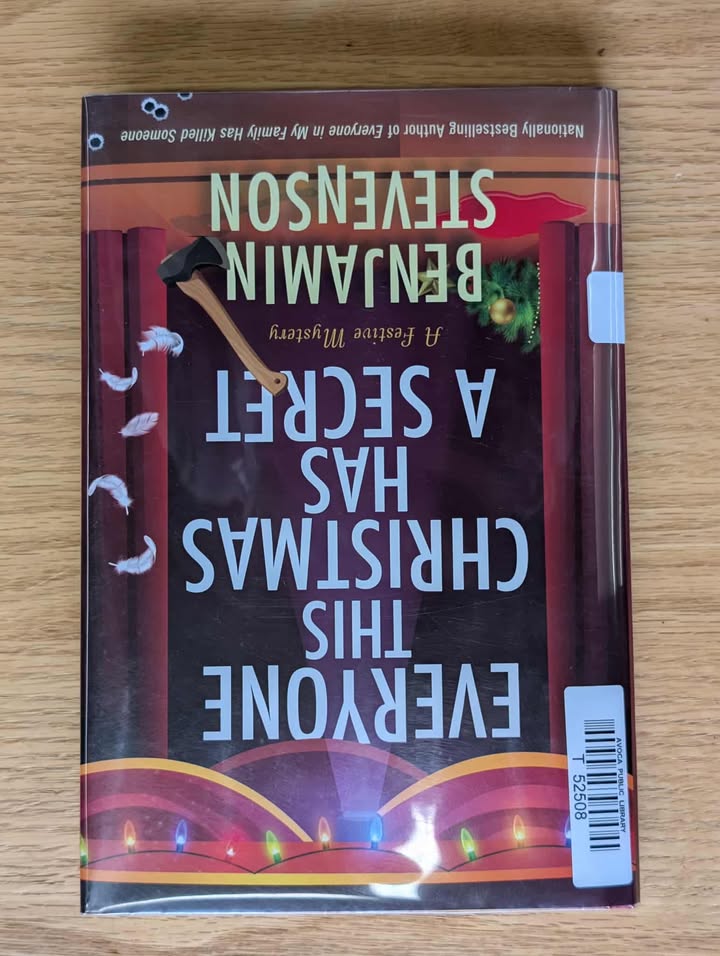 EVERYONE
THIS
CHRISTMAS
HAS
A SECRET
A Festive Mystery
BENJAMIN
STEVENSON
Nationally Bestselling Author of Everyone in My Family Has Killed Someone
AVOCA PUBLIC LIBRARY
T 52508